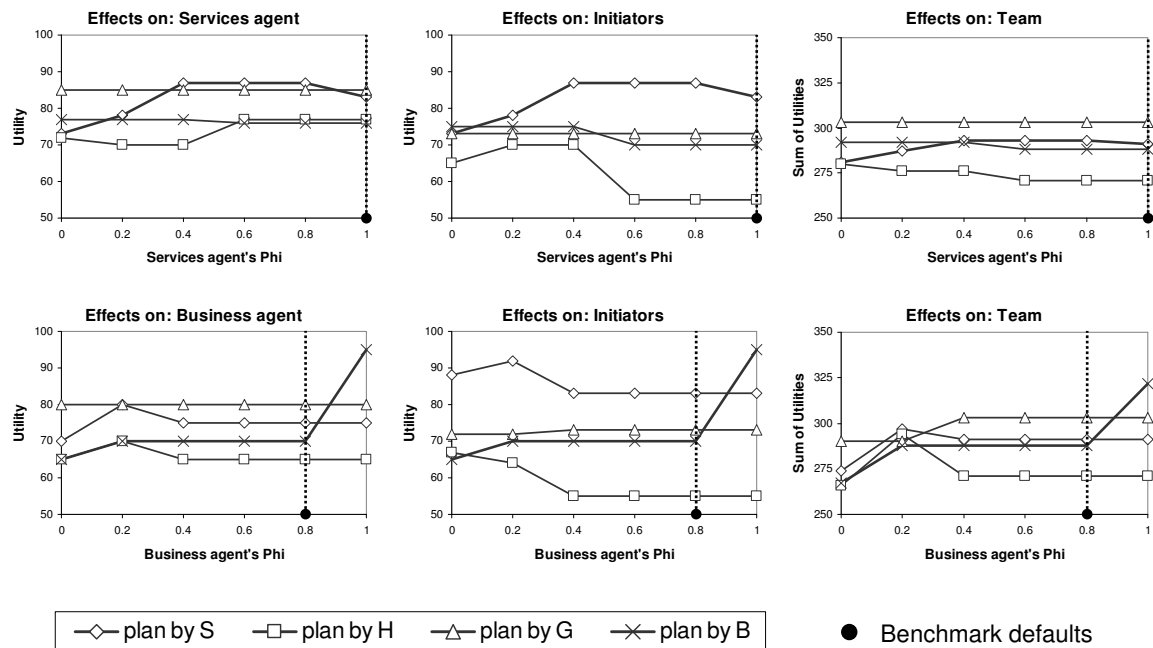 Effects on: Services agent
Utility
100
90
80
70
60
50
0 0.2 0.4 0.6 0.8 1
Services agent's Phi
Effects on: Initiators
Utility
100
90
80
70
60
50
0 0.2 0.4 0.6 0.8 1
Services agent's Phi
Effects on: Team
Sum of Utilities
350
325
300
275
250
0 0.2 0.4 0.6 0.8 1
Services agent's Phi
Effects on: Business agent
Utility
100
90
80
70
60
50
0 0.2 0.4 0.6 0.8 1
Business agent's Phi
Effects on: Initiators
Utility
100
90
80
70
60
50
0 0.2 0.4 0.6 0.8 1
Business agent's Phi
Effects on: Team
Sum of Utilities
350
325
300
275
250
0 0.2 0.4 0.6 0.8 1
Business agent's Phi
plan by S plan by H plan by G plan by B
Benchmark defaults